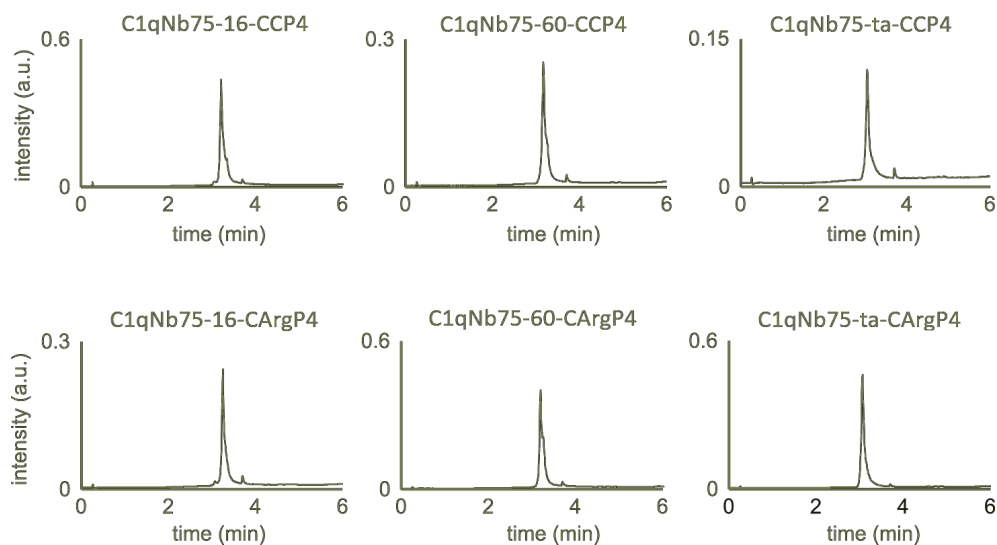 C1qNb75-16-CCP4 C1qNb75-60-CCP4 C1qNb75-ta-CCP4
0.6 0.3 0.15
intensity (a.u.) 
0 0 0
0 2 4 6 0 2 4 6 0 2 4 6
time (min) time (min) time (min)
C1qNb75-16-CArgP4 C1qNb75-60-CArgP4 C1qNb75-ta-CArgP4
0.3 0.6 0.6
intensity (a.u.)
0 0 0
0 2 4 6 0 2 4 6 0 2 4 6
time (min) time (min) time (min)